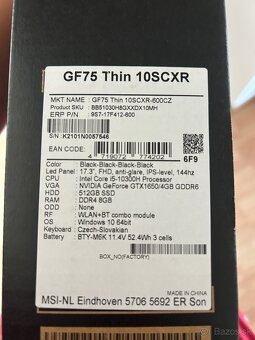 GF75 Thin 10SCXR
MKT NAME : GF75 Thin 10SCXR-600CZ
Product SKU : BB51030H8GXXDX10MH
ERP P/N : 9S7-17F412-600
S/N: K2101N0057546
EAN CODE:
4 719072 774202
6F9
Color : Black-Black-Black-Black
Led Panel : 17.3", FHD, anti-glare, IPS-level, 144hz
CPU : Intel Core i5-10300H Processor
VGA : NVIDIA GeForce GTX1650/4GB GDDR6
HDD : 512GB SSD
RAM : DDR4 8GB
ODD : N/A
RF : WLAN+BT combo module
OS : Windows 10 64bit
Keyboard : Czech-Slovakian
Battery : BTY-M6K 11.4V 52.4Wh 3 cells
BOX_NO(FACTORY)
MADE IN CHINA
MSI-NL Eindhoven 5706 5692 ER Son